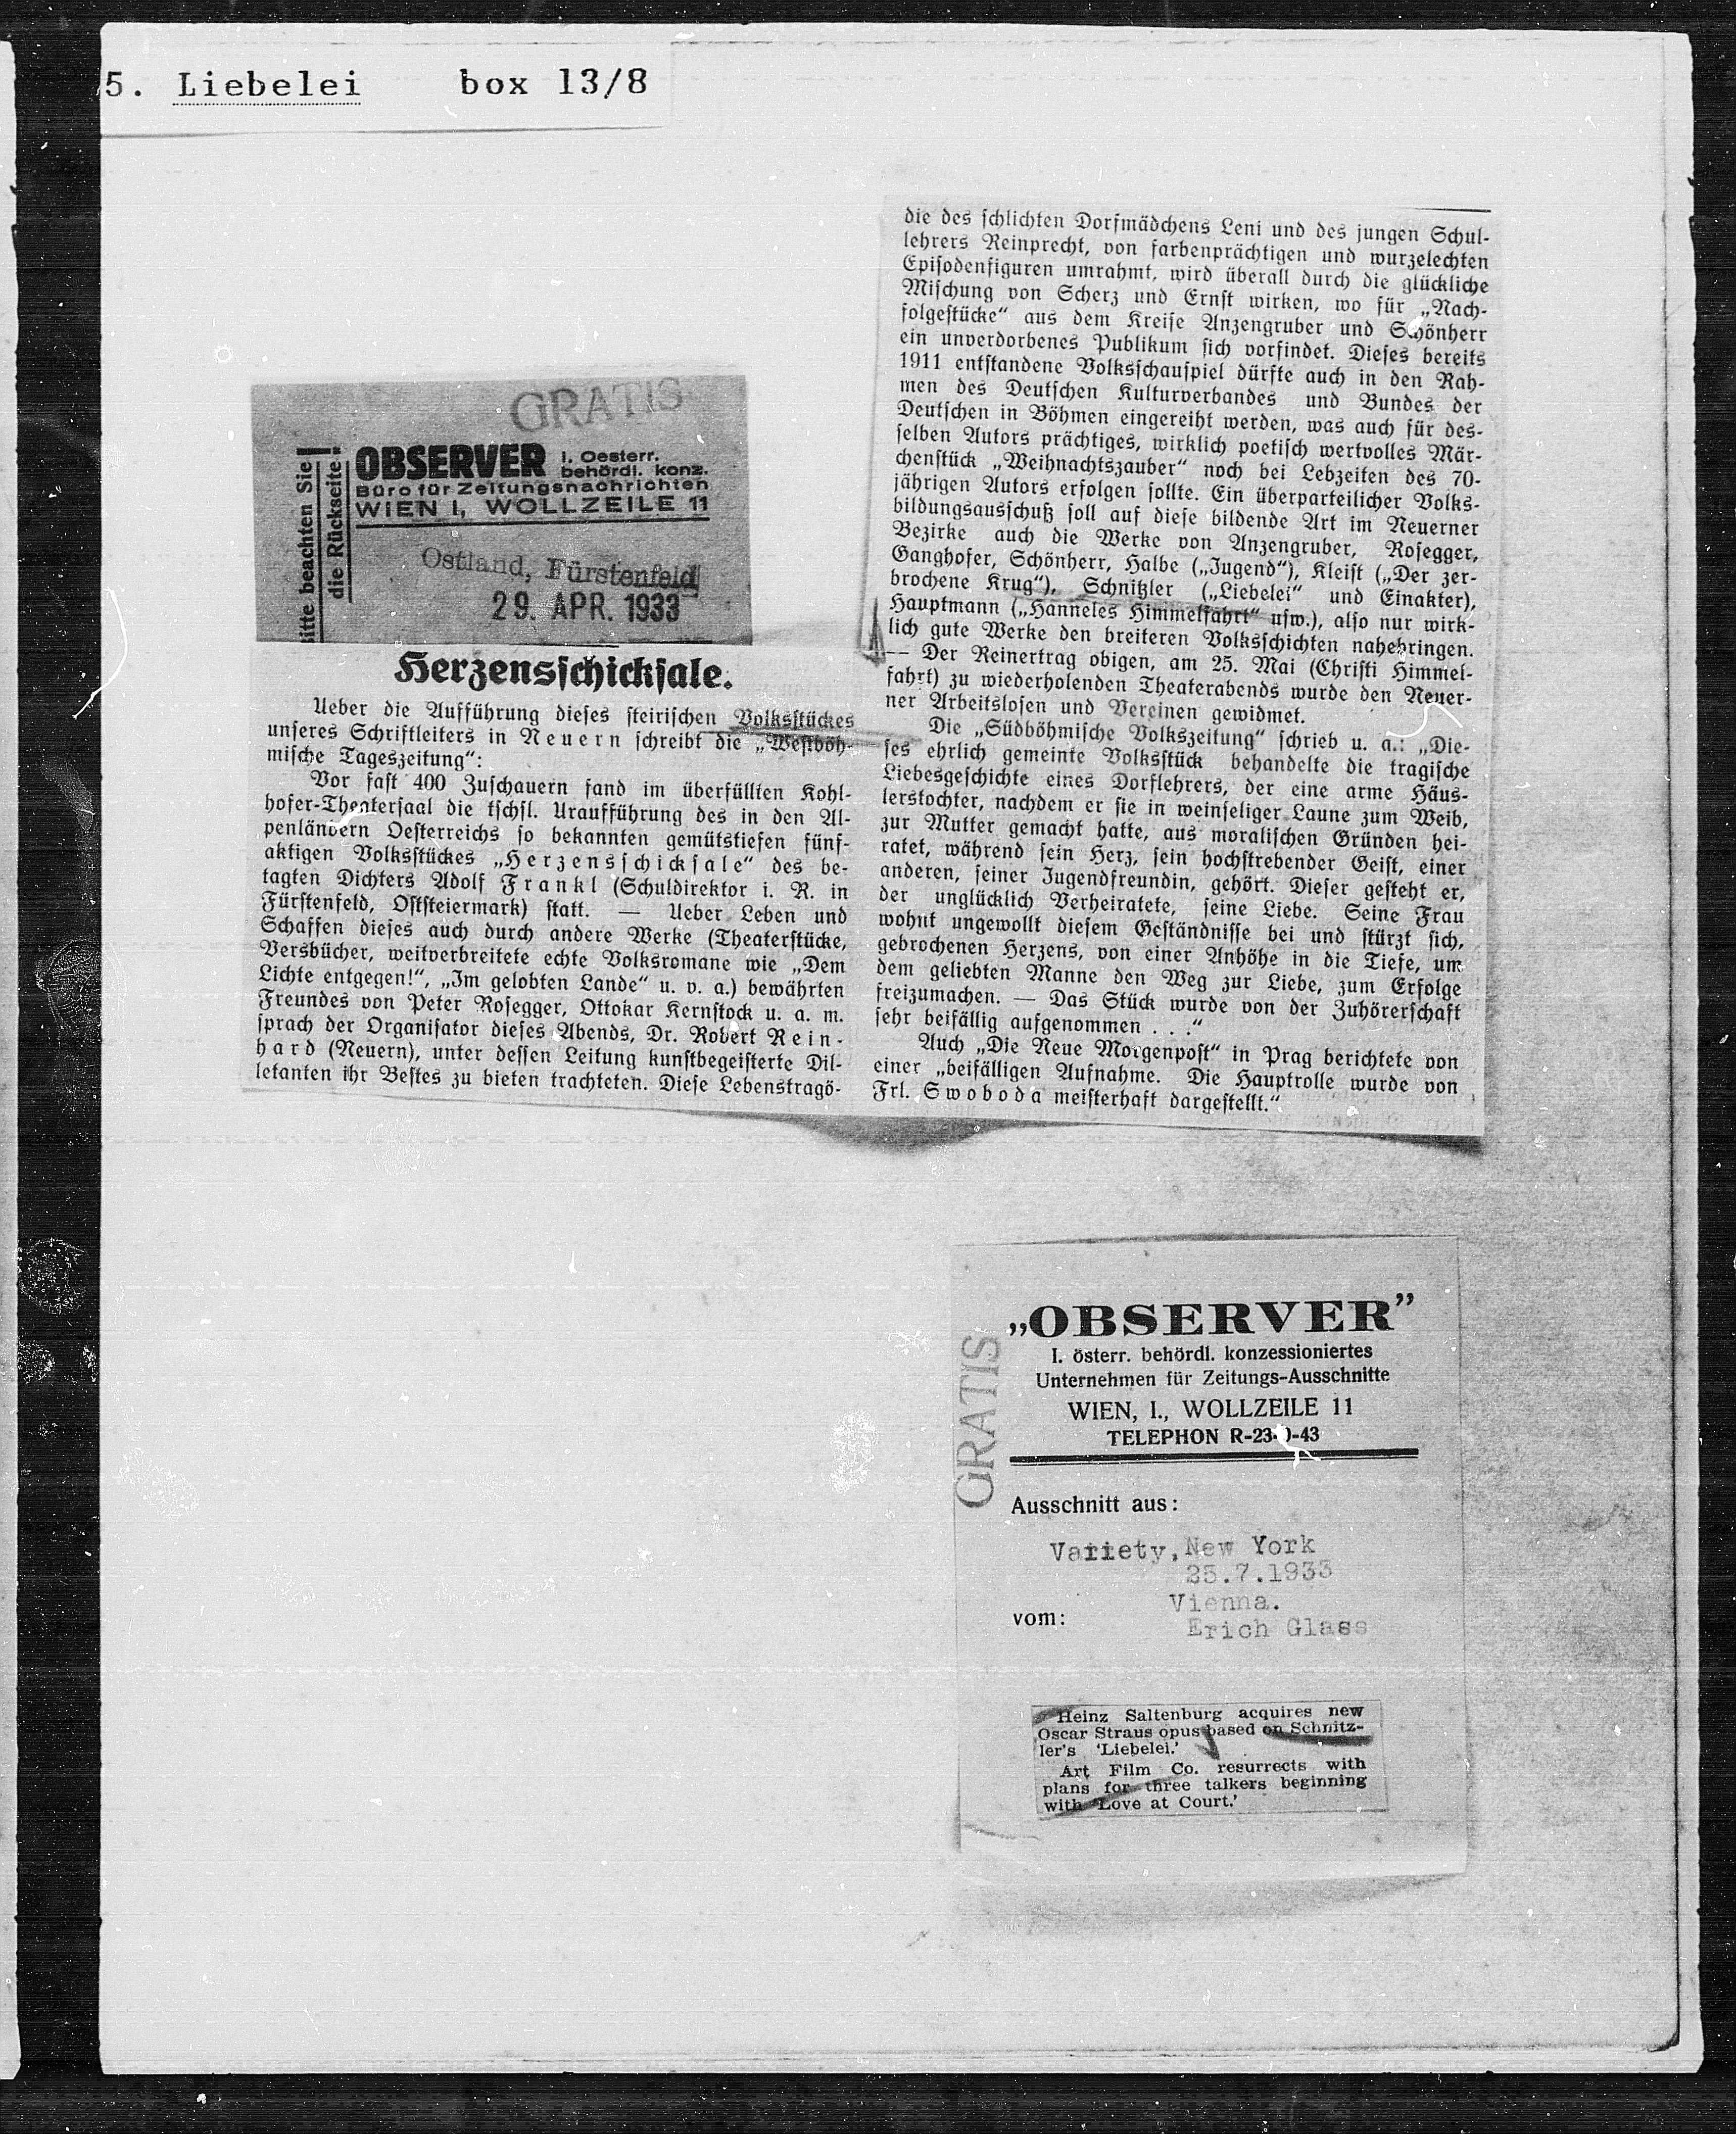 5. Liebelei box 13/8
GRATIS
Bitte beachten Sie
die Rückseite!
OBSERVER I. Oesterr.
behördl. konz.
Büro für Zeitungsnachrichten
WIEN I, WOLLZEILE 11
Ostland, Fürstenfeld
29. APR. 1933
Herzensschicksale.
Ueber die Aufführung dieses steirischen Volksstückes
unseres Schriftleiters in Neuern schreibt die „Westböh-
mische Tageszeitung“:
Vor fast 400 Zuschauern fand im überfüllten Kohl-
hofer-Theatersaal die tschsl. Uraufführung des in den Al-
penländern Oesterreichs so bekannten gemütstiefen fünf-
aktigen Volksstückes „Herzensschicksale“ des be-
tagten Dichters Adolf Frankl (Schuldirektor i. R. in
Fürstenfeld, Oststeiermark) statt. — Ueber Leben und
Schaffen dieses auch durch andere Werke (Theaterstücke,
Versbücher, weitverbreitete echte Volksromane wie „Dem
Lichte entgegen!“, „Im gelobten Lande“ u. v. a.) bewährten
Freundes von Peter Rosegger, Ottokar Kernstock u. a. m.
sprach der Organisator dieses Abends, Dr. Robert Rein-
hard (Neuern), unter dessen Leitung kunstbegeisterte Dil-
letanten ihr Bestes zu bieten trachteten. Diese Lebenstragö-
die des schlichten Dorfmädchens Leni und des jungen Schul-
lehrers Reinprecht, von farbenprächtigen und wurzelechten
Episodenfiguren umrahmt, wird überall durch die glückliche
Mischung von Scherz und Ernst wirken, wo für „Nach-
folgestücke“ aus dem Kreise Anzengruber und Schönherr
ein unverdorbenes Publikum sich vorfindet. Dieses bereits
1911 entstandene Volksschauspiel dürfte auch in den Rah-
men des Deutschen Kulturverbandes und Bundes der
Deutschen in Böhmen eingereiht werden, was auch für des-
selben Autors prächtiges, wirklich poetisch wertvolles Mär-
chenstück „Weihnachtszauber“ noch bei Lebzeiten des 70-
jährigen Autors erfolgen sollte. Ein überparteilicher Volks-
bildungsausschuß soll auf diese bildende Art im Neuerner
Bezirke auch die Werke von Anzengruber, Rosegger,
Ganghofer, Schönherr, Halbe („Jugend“), Kleist („Der zer-
brochene Krug“), Schnitzler („Liebelei“ und Einakter),
Hauptmann („Hanneles Himmelfahrt“ usw.), also nur wirk-
lich gute Werke den breiteren Volksschichten nahebringen.
— Der Reinertrag obigen, am 25. Mai (Christi Himmel-
fahrt) zu wiederholenden Theaterabends wurde den Neuer-
ner Arbeitslosen und Vereinen gewidmet.
Die „Südböhmische Volkszeitung“ schrieb u. a.: „Die-
ses ehrlich gemeinte Volksstück behandelte die tragische
Liebesgeschichte eines Dorflehrers, der eine arme Häus-
lerstochter, nachdem er sie in weinseliger Laune zum Weib,
zur Mutter gemacht hatte, aus moralischen Gründen hei-
ratet, während sein Herz, sein hochstrebender Geist, einer
anderen, seiner Jugendfreundin, gehört. Dieser gesteht er,
der unglücklich Verheiratete, seine Liebe. Seine Frau
wohnt ungewollt diesem Geständnisse bei und stürzt sich,
gebrochenen Herzens, von einer Anhöhe in die Tiefe, um
dem geliebten Manne den Weg zur Liebe, zum Erfolge
freizumachen. — Das Stück wurde von der Zuhörerschaft
sehr beifällig aufgenommen . . .“
Auch „Die Neue Morgenpost“ in Prag berichtete von
einer „beifälligen Aufnahme. Die Hauptrolle wurde von
Frl. Swoboda meisterhaft dargestellt.“
GRATIS
„OBSERVER”
I. österr. behördl. konzessioniertes
Unternehmen für Zeitungs-Ausschnitte
WIEN, I., WOLLZEILE 11
TELEPHON R-23-0-43
Ausschnitt aus:
Variety, New York
25.7.1933
Vienna.
vom:
Erich Glass
Heinz Saltenburg acquires new
Oscar Straus opus based on Schnitz-
ler's 'Liebelei.'
Art Film Co. resurrects with
plans for three talkers beginning
with 'Love at Court.'